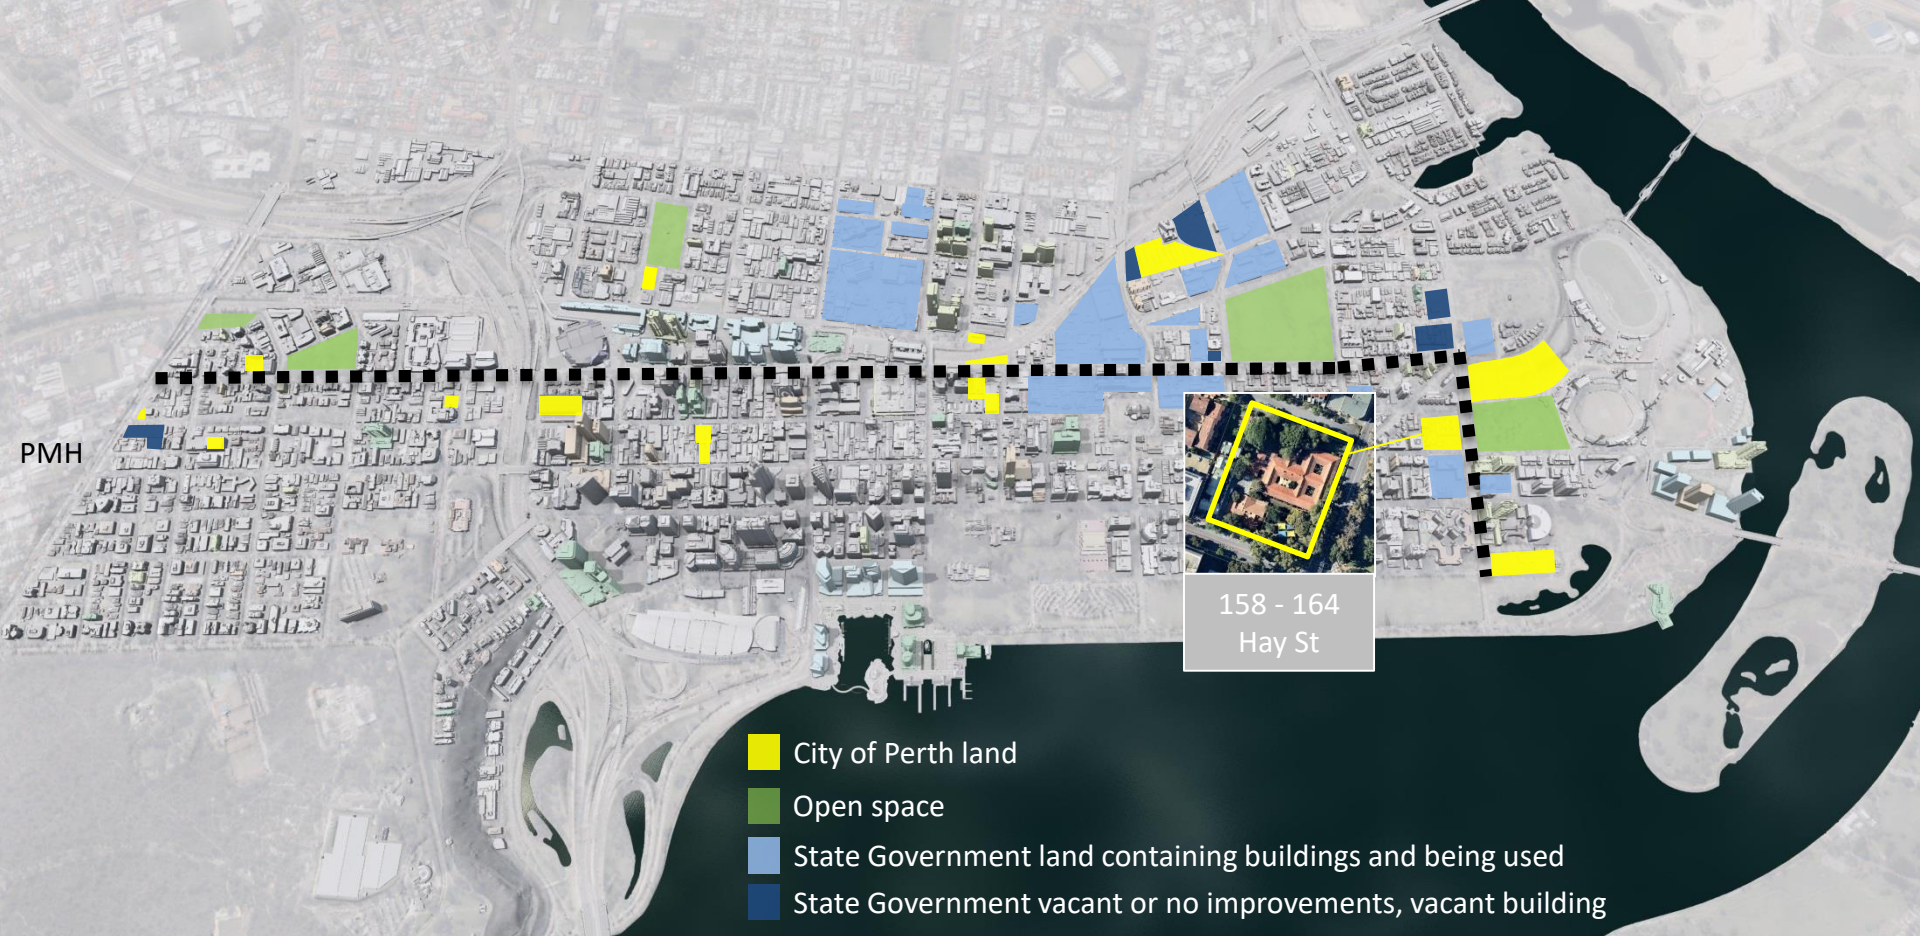 PMH
158 - 164
Hay St
City of Perth land
Open space
State Government land containing buildings and being used
State Government vacant or no improvements, vacant building